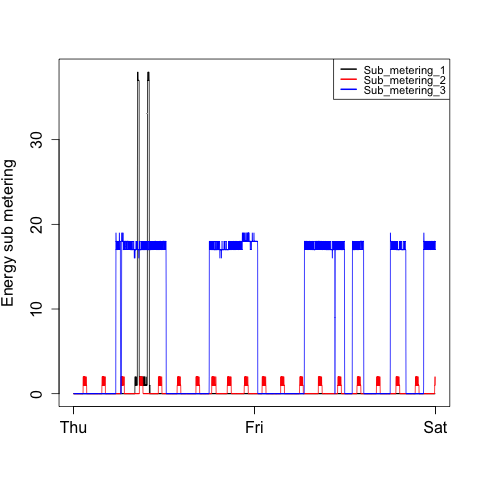 Sub_metering_1
Sub_metering_2
Sub_metering_3
Energy sub metering
30
20
10
0
Thu Fri Sat